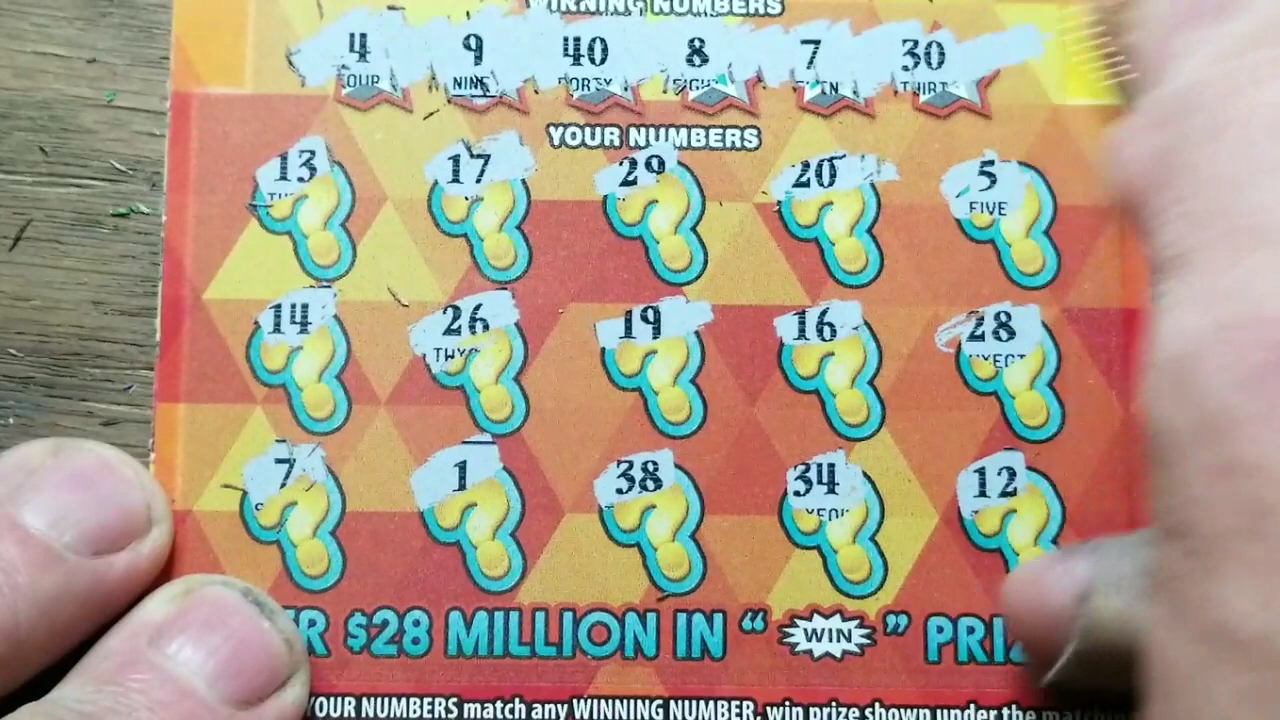 WINNING NUMBERS
4 9 40 8 7 30
NINE
YOUR NUMBERS
13 17 29 20 5
FIVE
14 26 19 16 28
7 1 38 34 12
$28 MILLION IN “ WIN ”
YOUR NUMBERS match any WINNING NUMBER, win prize shown under the matching